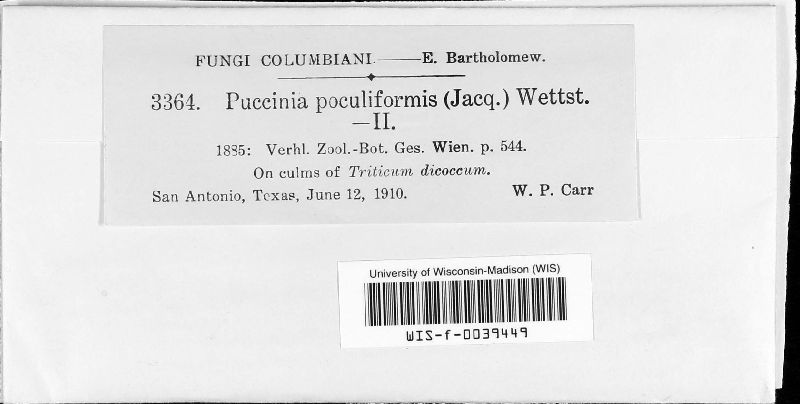 FUNGI COLUMBIANI.——E. Bartholomew.
3364. Puccinia poculiformis (Jacq.) Wettst.
—II.
1885: Verhl. Zool.-Bot. Ges. Wien. p. 544.
On culms of Triticum dicoccum.
San Antonio, Texas, June 12, 1910. W. P. Carr
University of Wisconsin-Madison (WIS)
WIS-f-0039449